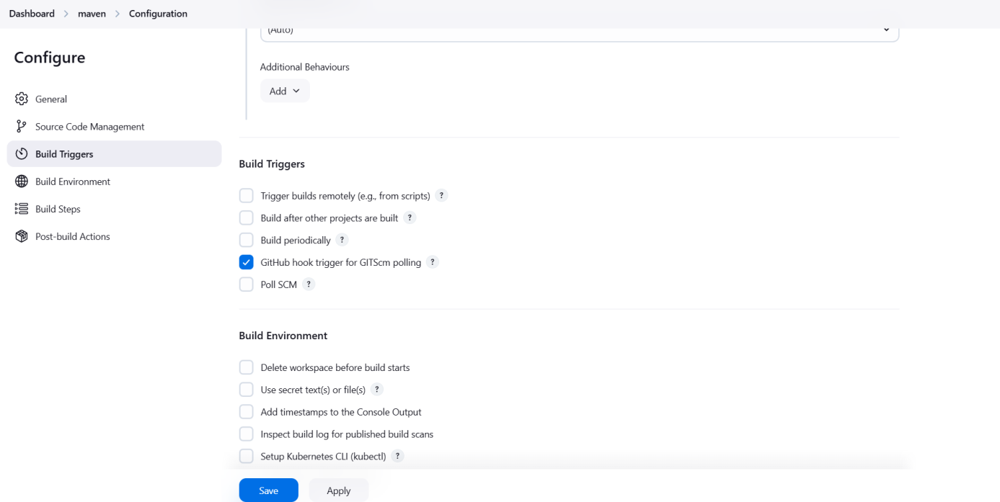 Dashboard > maven > Configuration
Configure
General
Source Code Management
Build Triggers
Build Environment
Build Steps
Post-build Actions
(Auto)
Additional Behaviours
Add
Build Triggers
Trigger builds remotely (e.g., from scripts) ?
Build after other projects are built ?
Build periodically ?
GitHub hook trigger for GITScm polling ?
Poll SCM ?
Build Environment
Delete workspace before build starts
Use secret text(s) or file(s) ?
Add timestamps to the Console Output
Inspect build log for published build scans
Setup Kubernetes CLI (kubectl) ?
Save Apply